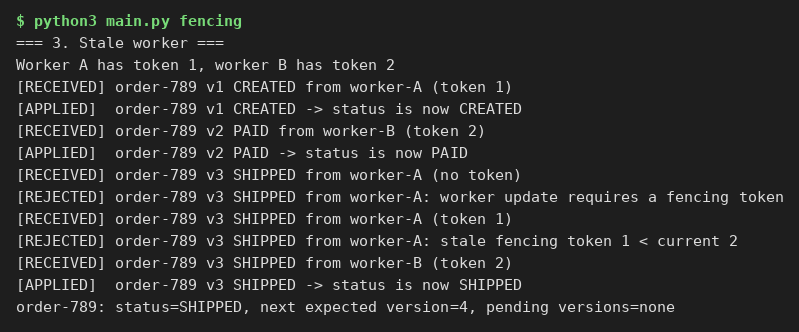 $ python3 main.py fencing
=== 3. Stale worker ===
Worker A has token 1, worker B has token 2
[RECEIVED] order-789 v1 CREATED from worker-A (token 1)
[APPLIED]  order-789 v1 CREATED -> status is now CREATED
[RECEIVED] order-789 v2 PAID from worker-B (token 2)
[APPLIED]  order-789 v2 PAID -> status is now PAID
[RECEIVED] order-789 v3 SHIPPED from worker-A (no token)
[REJECTED] order-789 v3 SHIPPED from worker-A: worker update requires a fencing token
[RECEIVED] order-789 v3 SHIPPED from worker-A (token 1)
[REJECTED] order-789 v3 SHIPPED from worker-A: stale fencing token 1 < current 2
[RECEIVED] order-789 v3 SHIPPED from worker-B (token 2)
[APPLIED]  order-789 v3 SHIPPED -> status is now SHIPPED
order-789: status=SHIPPED, next expected version=4, pending versions=none